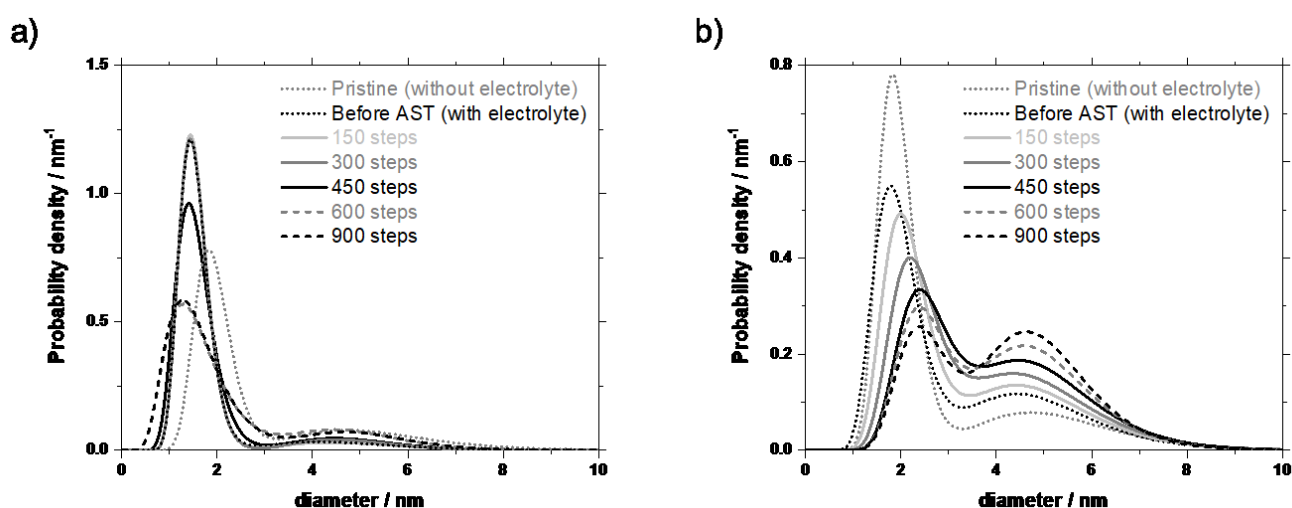 a)
Probability density / nm⁻¹
1.5
1.0
0.5
0.0
Pristine (without electrolyte)
Before AST (with electrolyte)
150 steps
300 steps
450 steps
600 steps
900 steps
0 2 4 6 8 10
diameter / nm
b)
Probability density / nm⁻¹
0.8
0.6
0.4
0.2
0.0
Pristine (without electrolyte)
Before AST (with electrolyte)
150 steps
300 steps
450 steps
600 steps
900 steps
0 2 4 6 8 10
diameter / nm